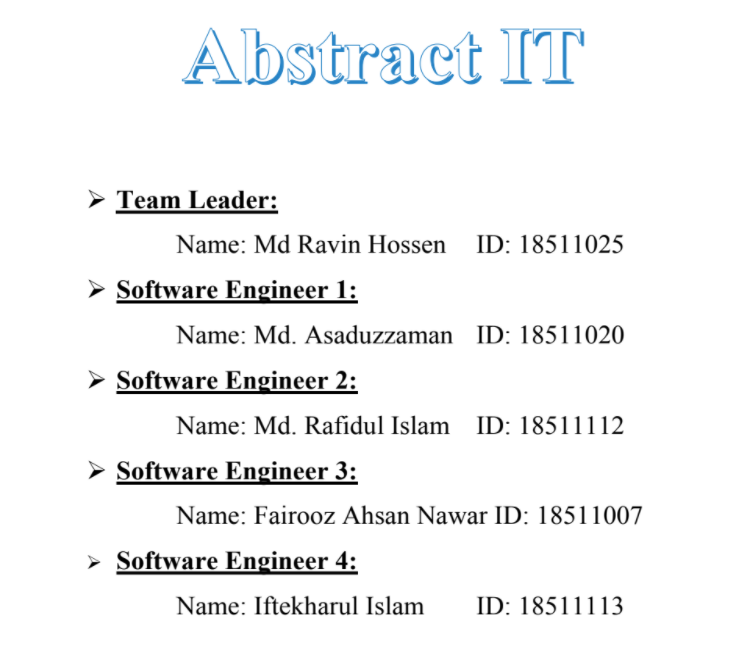 Abstract IT
➢ Team Leader:
Name: Md Ravin Hossen ID: 18511025
➢ Software Engineer 1:
Name: Md. Asaduzzaman ID: 18511020
➢ Software Engineer 2:
Name: Md. Rafidul Islam ID: 18511112
➢ Software Engineer 3:
Name: Fairooz Ahsan Nawar ID: 18511007
➢ Software Engineer 4:
Name: Iftekharul Islam ID: 18511113